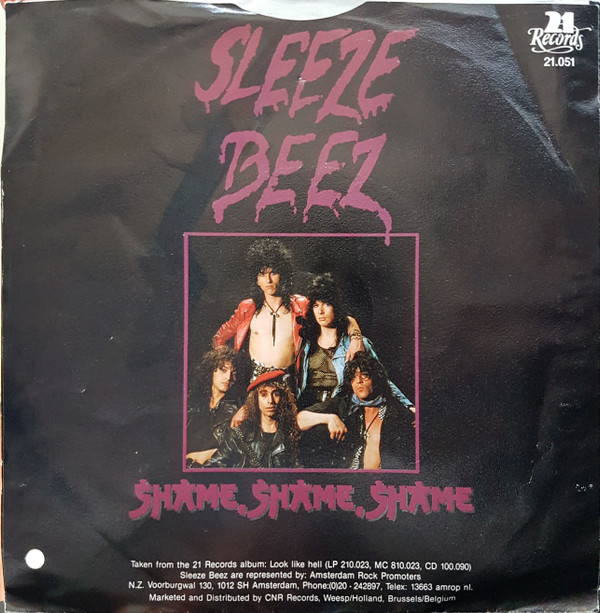 21
Records
21.051
SLEEZE
BEEZ
SHAME, SHAME, SHAME
Taken from the 21 Records album: Look like hell (LP 210.023, MC 810.023, CD 100.090)
Sleeze Beez are represented by: Amsterdam Rock Promoters
N.Z. Voorburgwal 130, 1012 SH Amsterdam, Phone:(0)20 - 242897, Telex: 13663 amrop nl.
Marketed and Distributed by CNR Records, Weesp/Holland, Brussels/Belgium